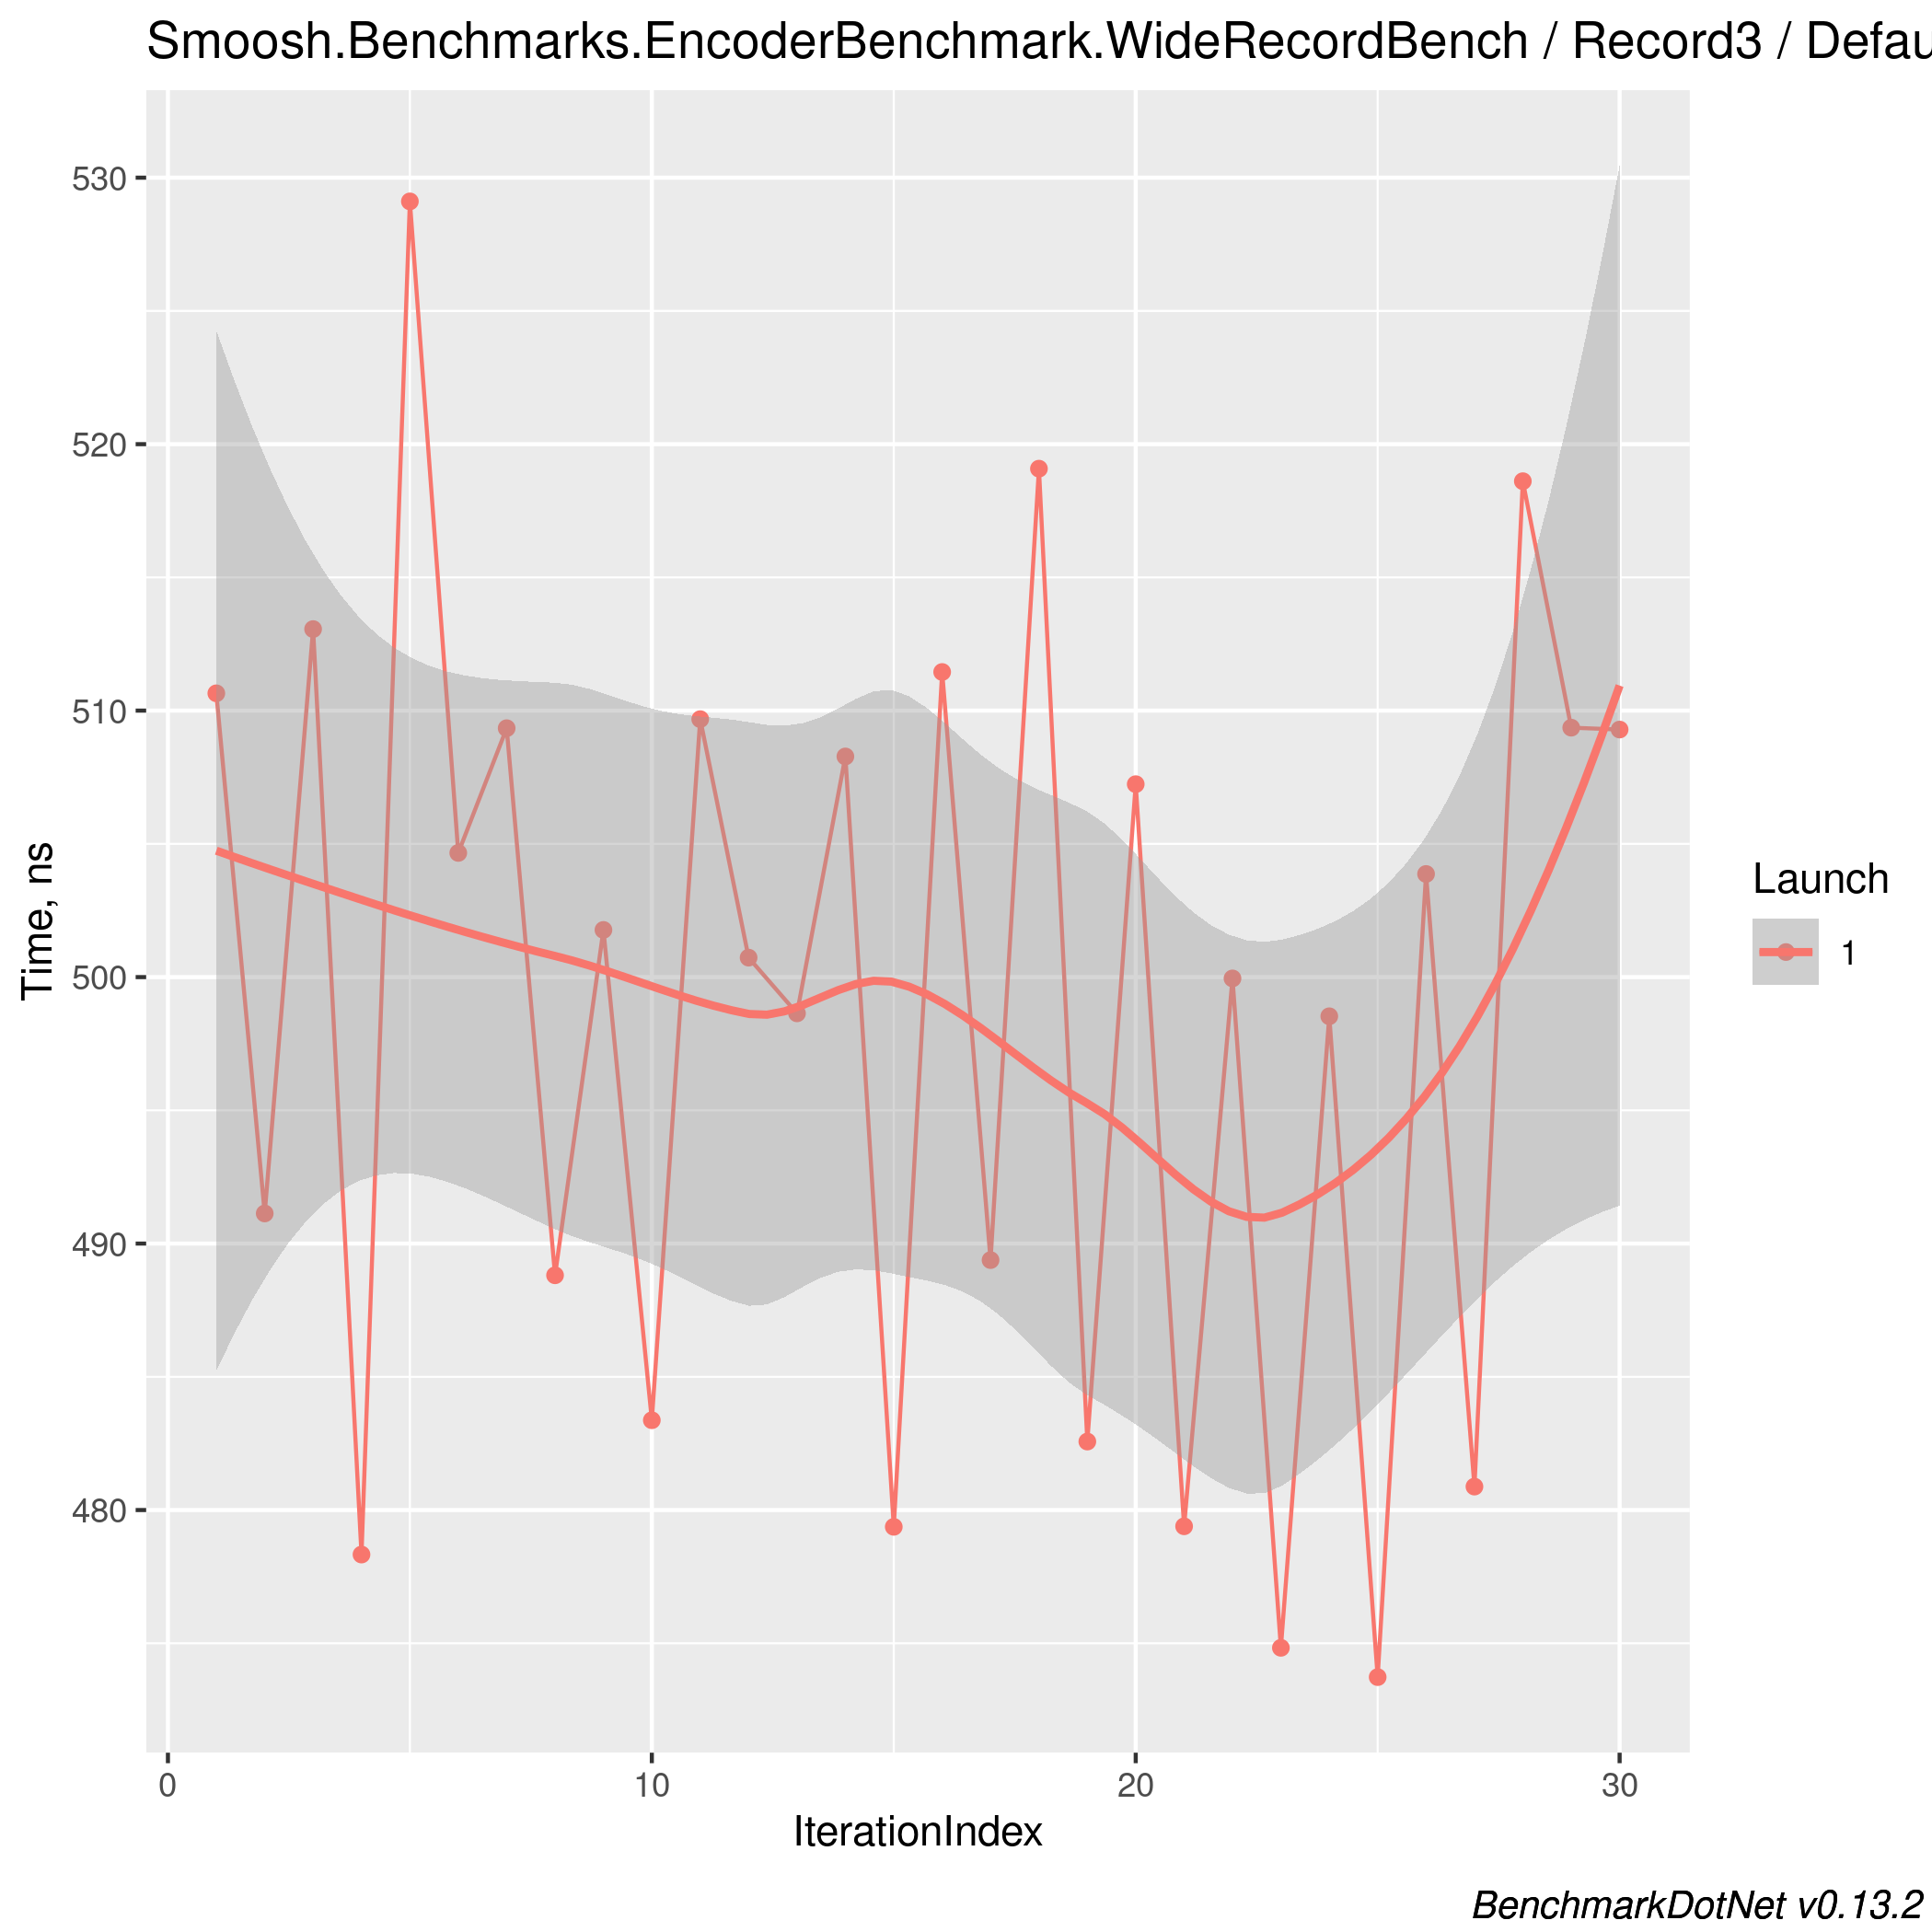 Smoosh.Benchmarks.EncoderBenchmark.WideRecordBench / Record3 / Defau
530
520
510
500
490
480
Time, ns
0 10 20 30
IterationIndex
Launch
1
BenchmarkDotNet v0.13.2